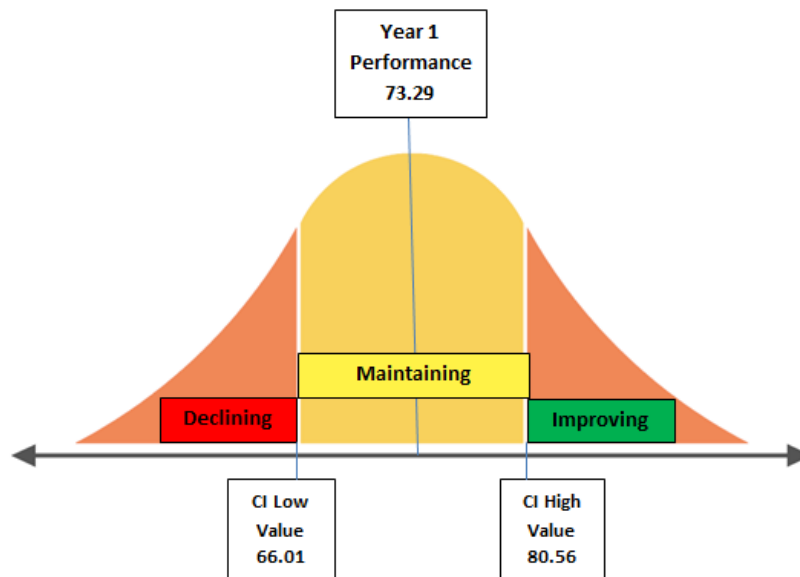 Year 1
Performance
73.29
Maintaining
Declining
Improving
CI Low
Value
66.01
CI High
Value
80.56